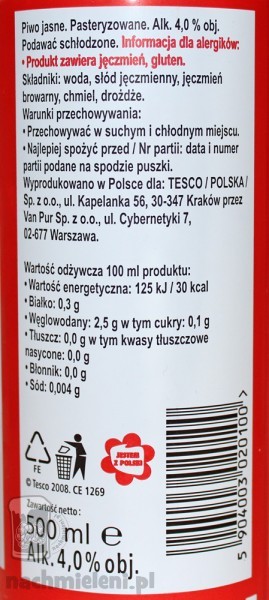 Piwo jasne. Pasteryzowane. Alk. 4,0% obj.
Podawać schłodzone. Informacja dla alergików:
• Produkt zawiera jęczmień, gluten.
Składniki: woda, słód jęczmienny, jęczmień
browarny, chmiel, drożdże.
Warunki przechowywania:
• Przechowywać w suchym i chłodnym miejscu.
• Najlepiej spożyć przed / Nr partii: data i numer
partii podane na spodzie puszki.
Wyprodukowano w Polsce dla: TESCO / POLSKA /
Sp. z o.o., ul. Kapelanka 56, 30-347 Kraków przez
Van Pur Sp. z o.o., ul. Cybernetyki 7,
02-677 Warszawa.
Wartość odżywcza 100 ml produktu:
• Wartość energetyczna: 125 kJ / 30 kcal
• Białko: 0,3 g
• Węglowodany: 2,5 g w tym cukry: 0,1 g
• Tłuszcz: 0,0 g w tym kwasy tłuszczowe
nasycone: 0,0 g
• Błonnik: 0,0 g
• Sód: 0,004 g
JESTEM
Z POLSKI
FE
© Tesco 2008. CE 1269
Zawartość netto:
500 ml e
Alk. 4,0% obj.
5 904003 020100 >
nachmieleni.pl